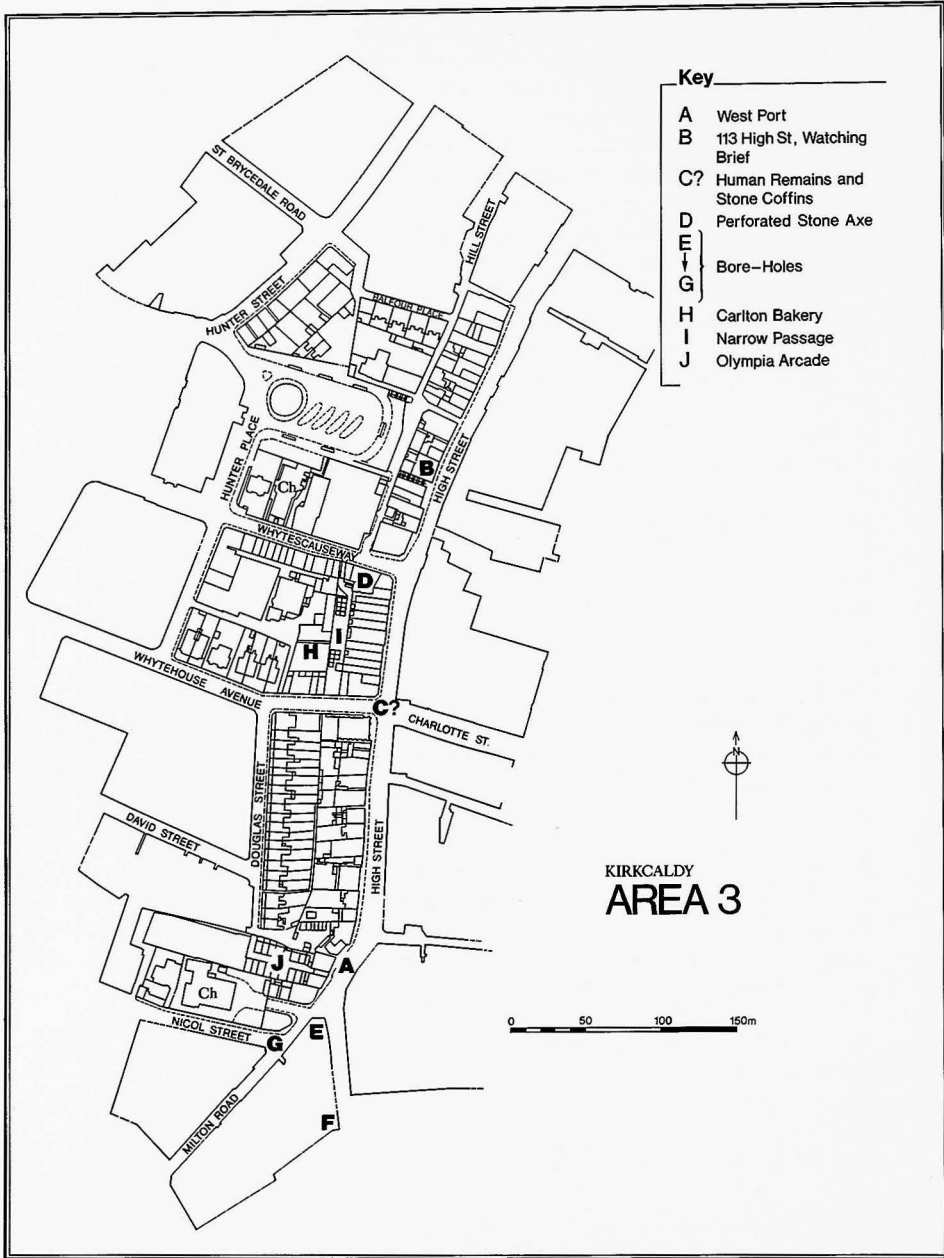 Key
A West Port
B 113 High St, Watching
Brief
C? Human Remains and
Stone Coffins
D Perforated Stone Axe
E
Bore–Holes
G
H Carlton Bakery
I Narrow Passage
J Olympia Arcade
ST BRYCEDALE ROAD
HILL STREET
HUNTER STREET
BALFOUR PLACE
HUNTER PLACE
Ch
B
HIGH STREET
WHYTESCAUSEWAY
D
I
H
WHYTEHOUSE AVENUE
C?
CHARLOTTE ST.
N
DOUGLAS STREET
DAVID STREET
HIGH STREET
KIRKCALDY
AREA 3
J
A
Ch
NICOL STREET
E
G
0 50 100 150m
MILTON ROAD
F